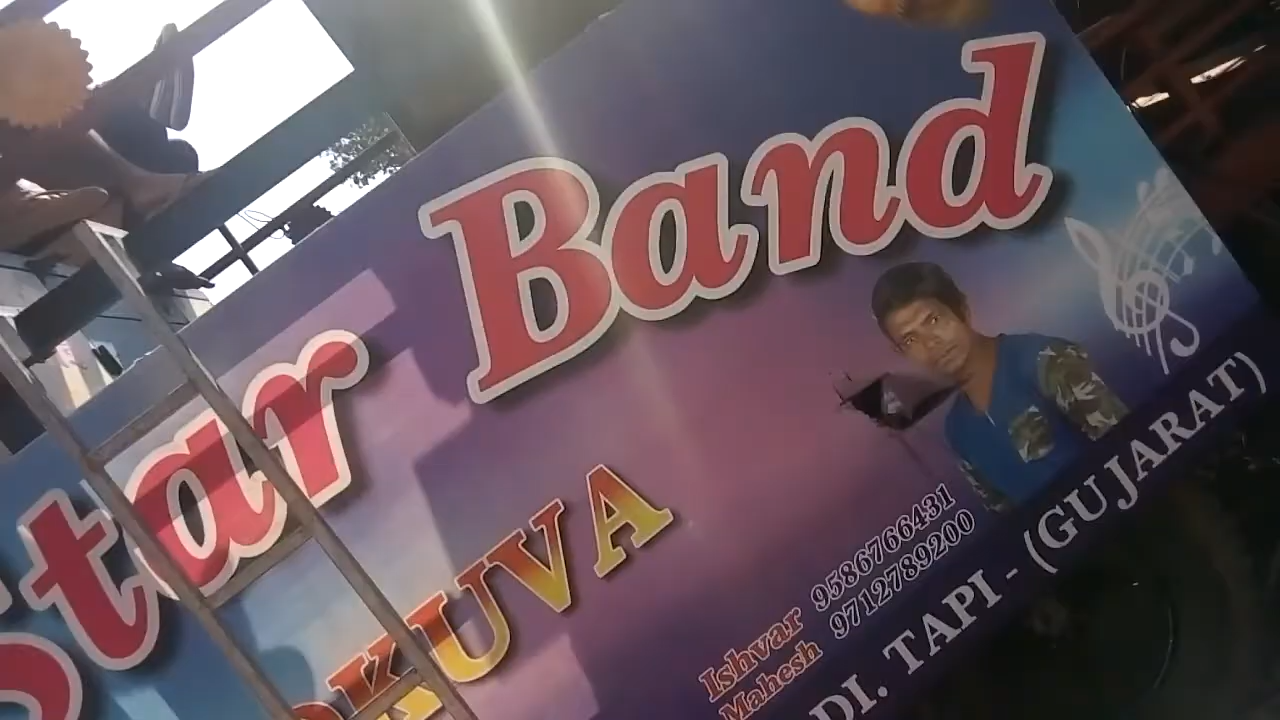 Star Band
KUVA
Ishvar 9586766431
Mahesh 9712789200
DI. TAPI - (GUJARAT)